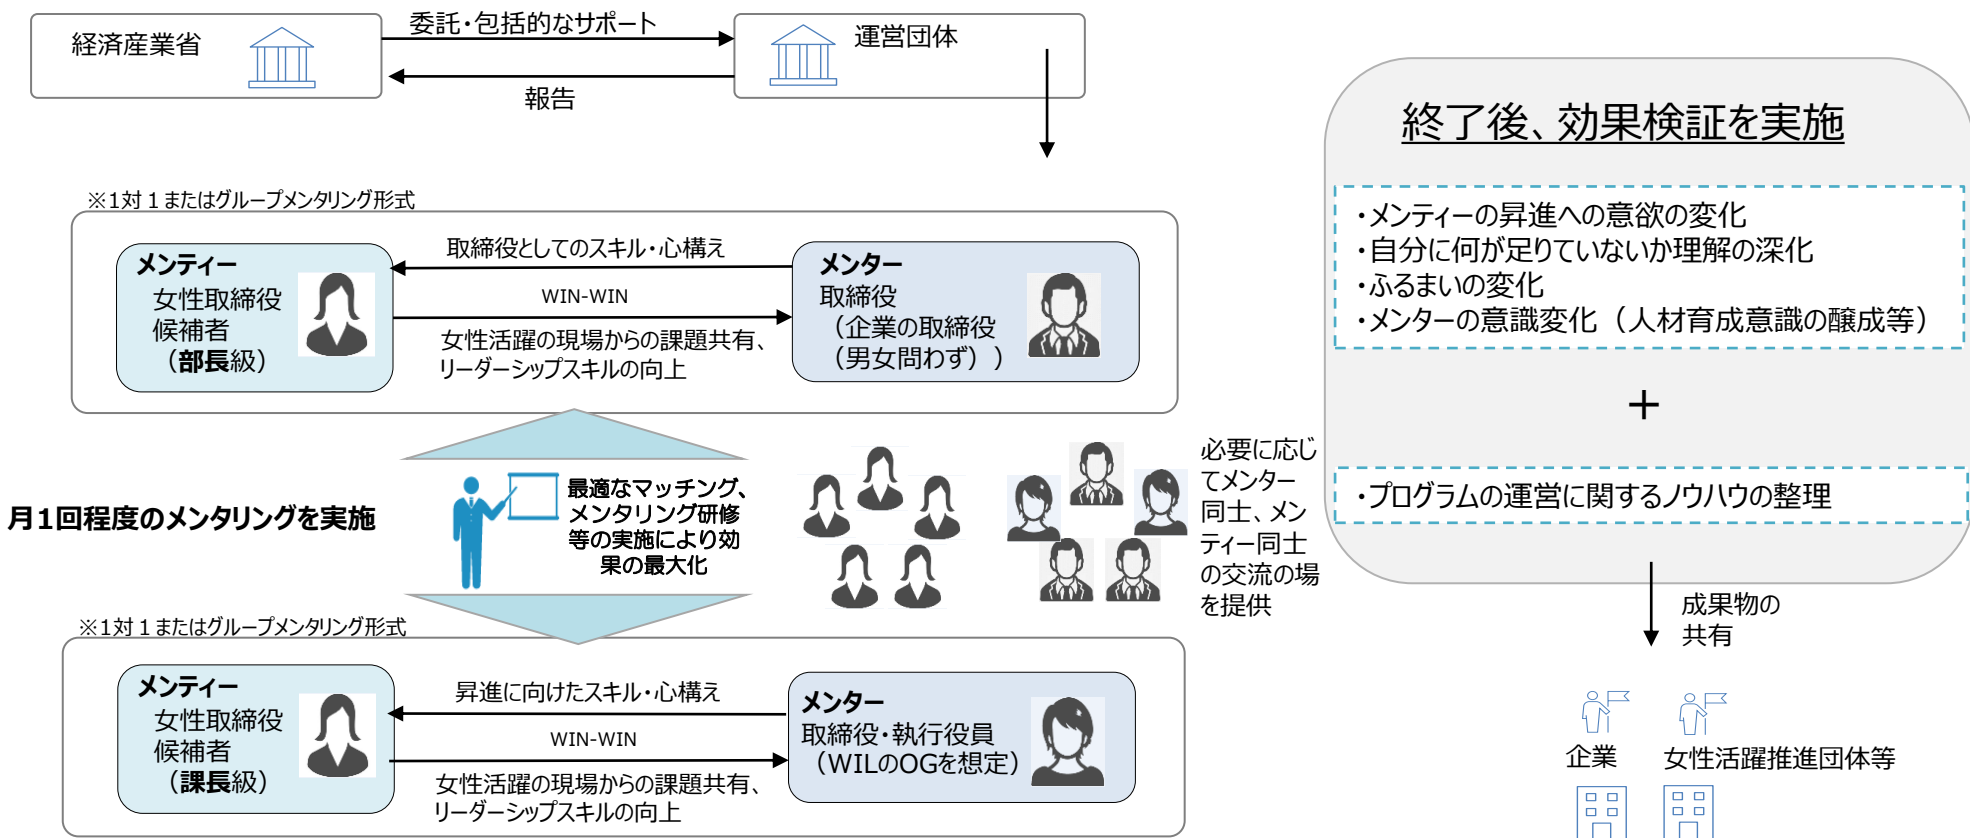 経済産業省
委託・包括的なサポート
運営団体
報告
※1対１またはグループメンタリング形式
メンティー
女性取締役
候補者
（部長級）
取締役としてのスキル・心構え
WIN-WIN
女性活躍の現場からの課題共有、
リーダーシップスキルの向上
メンター
取締役
（企業の取締役
（男女問わず））
月1回程度のメンタリングを実施
最適なマッチング、
メンタリング研修
等の実施により効
果の最大化
必要に応じ
てメンター
同士、メン
ティー同士
の交流の場
を提供
※1対１またはグループメンタリング形式
メンティー
女性取締役
候補者
（課長級）
昇進に向けたスキル・心構え
WIN-WIN
女性活躍の現場からの課題共有、
リーダーシップスキルの向上
メンター
取締役・執行役員
（WILのOGを想定）
終了後、効果検証を実施
・メンティーの昇進への意欲の変化
・自分に何が足りていないか理解の深化
・ふるまいの変化
・メンターの意識変化（人材育成意識の醸成等）
＋
・プログラムの運営に関するノウハウの整理
成果物の
共有
企業
女性活躍推進団体等